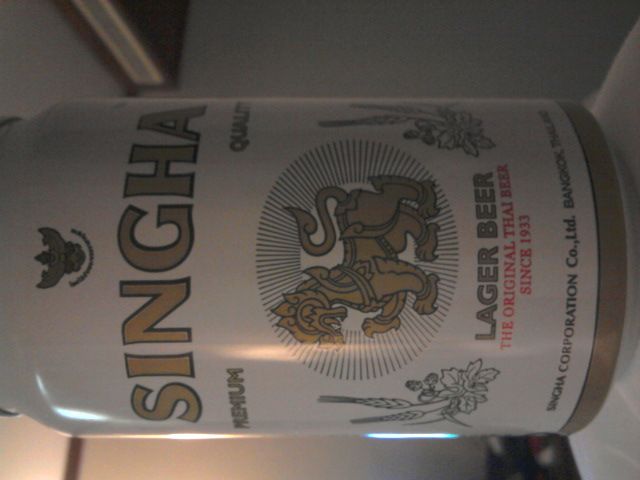 SINGHA
PREMIUM QUALITY
LAGER BEER
THE ORIGINAL THAI BEER
SINCE 1933
SINGHA CORPORATION Co.,Ltd. BANGKOK, THAILAND